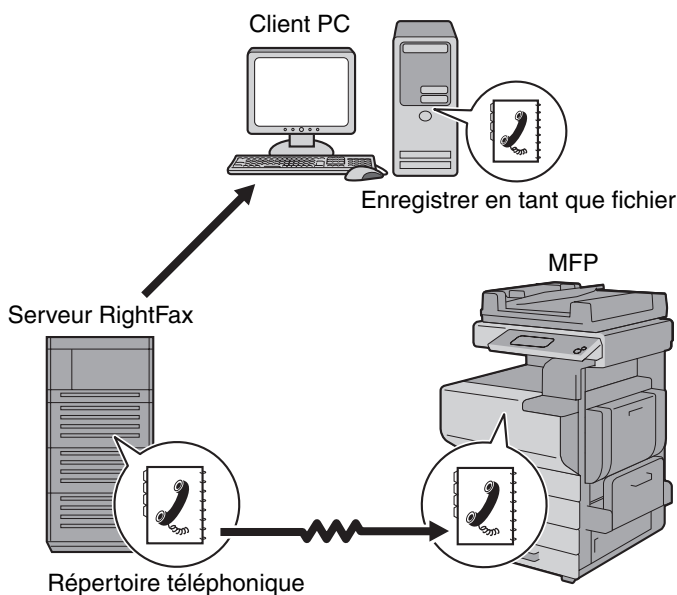 Client PC
Enregistrer en tant que fichier
MFP
Serveur RightFax
Répertoire téléphonique